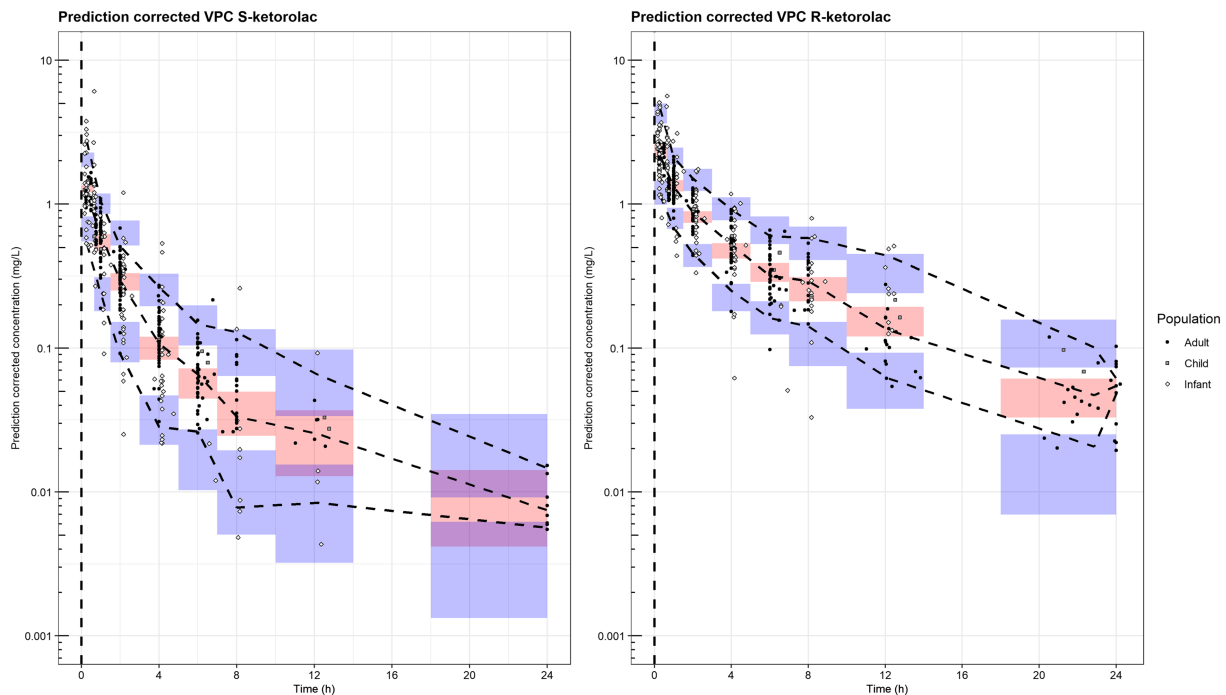 Prediction corrected VPC S-ketorolac
Prediction corrected concentration (mg/L)
10
1
0.1
0.01
0.001
0
4
8
12
16
20
24
Time (h)
Prediction corrected VPC R-ketorolac
Prediction corrected concentration (mg/L)
10
1
0.1
0.01
0.001
0
4
8
12
16
20
24
Time (h)
Population
Adult
Child
Infant